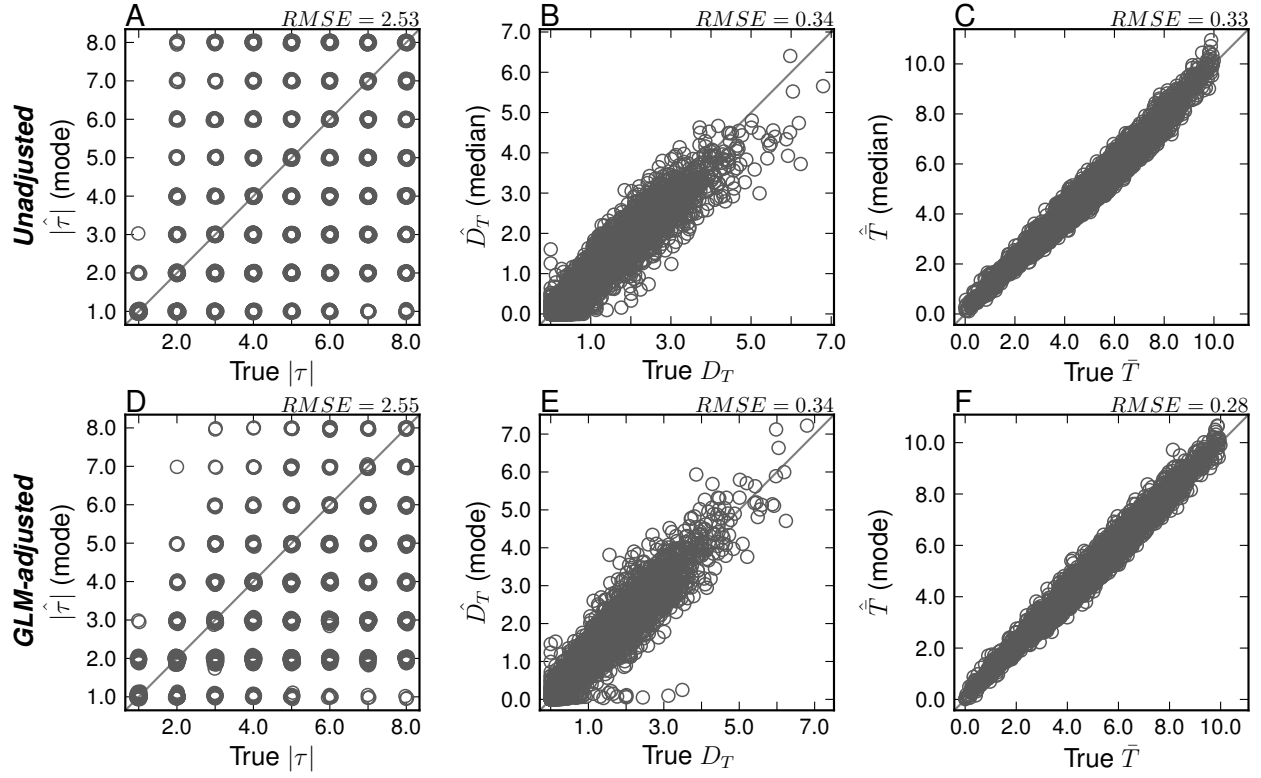 A
RMSE = 2.53
B
RMSE = 0.34
C
RMSE = 0.33
Unadjusted
|τ̂| (mode)
8.0
7.0
6.0
5.0
4.0
3.0
2.0
1.0
2.0 4.0 6.0 8.0
True |τ|
D̂_T (median)
7.0
6.0
5.0
4.0
3.0
2.0
1.0
0.0
1.0 3.0 5.0 7.0
True D_T
T̄̂ (median)
10.0
8.0
6.0
4.0
2.0
0.0
0.0 2.0 4.0 6.0 8.0 10.0
True T̄
D
RMSE = 2.55
E
RMSE = 0.34
F
RMSE = 0.28
GLM-adjusted
|τ̂| (mode)
8.0
7.0
6.0
5.0
4.0
3.0
2.0
1.0
2.0 4.0 6.0 8.0
True |τ|
D̂_T (mode)
7.0
6.0
5.0
4.0
3.0
2.0
1.0
0.0
1.0 3.0 5.0 7.0
True D_T
T̄̂ (mode)
10.0
8.0
6.0
4.0
2.0
0.0
0.0 2.0 4.0 6.0 8.0 10.0
True T̄